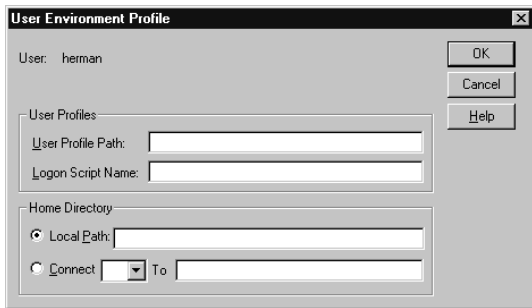 User Environment Profile
User: herman
OK
Cancel
Help
User Profiles
User Profile Path:
Logon Script Name:
Home Directory
Local Path:
Connect To